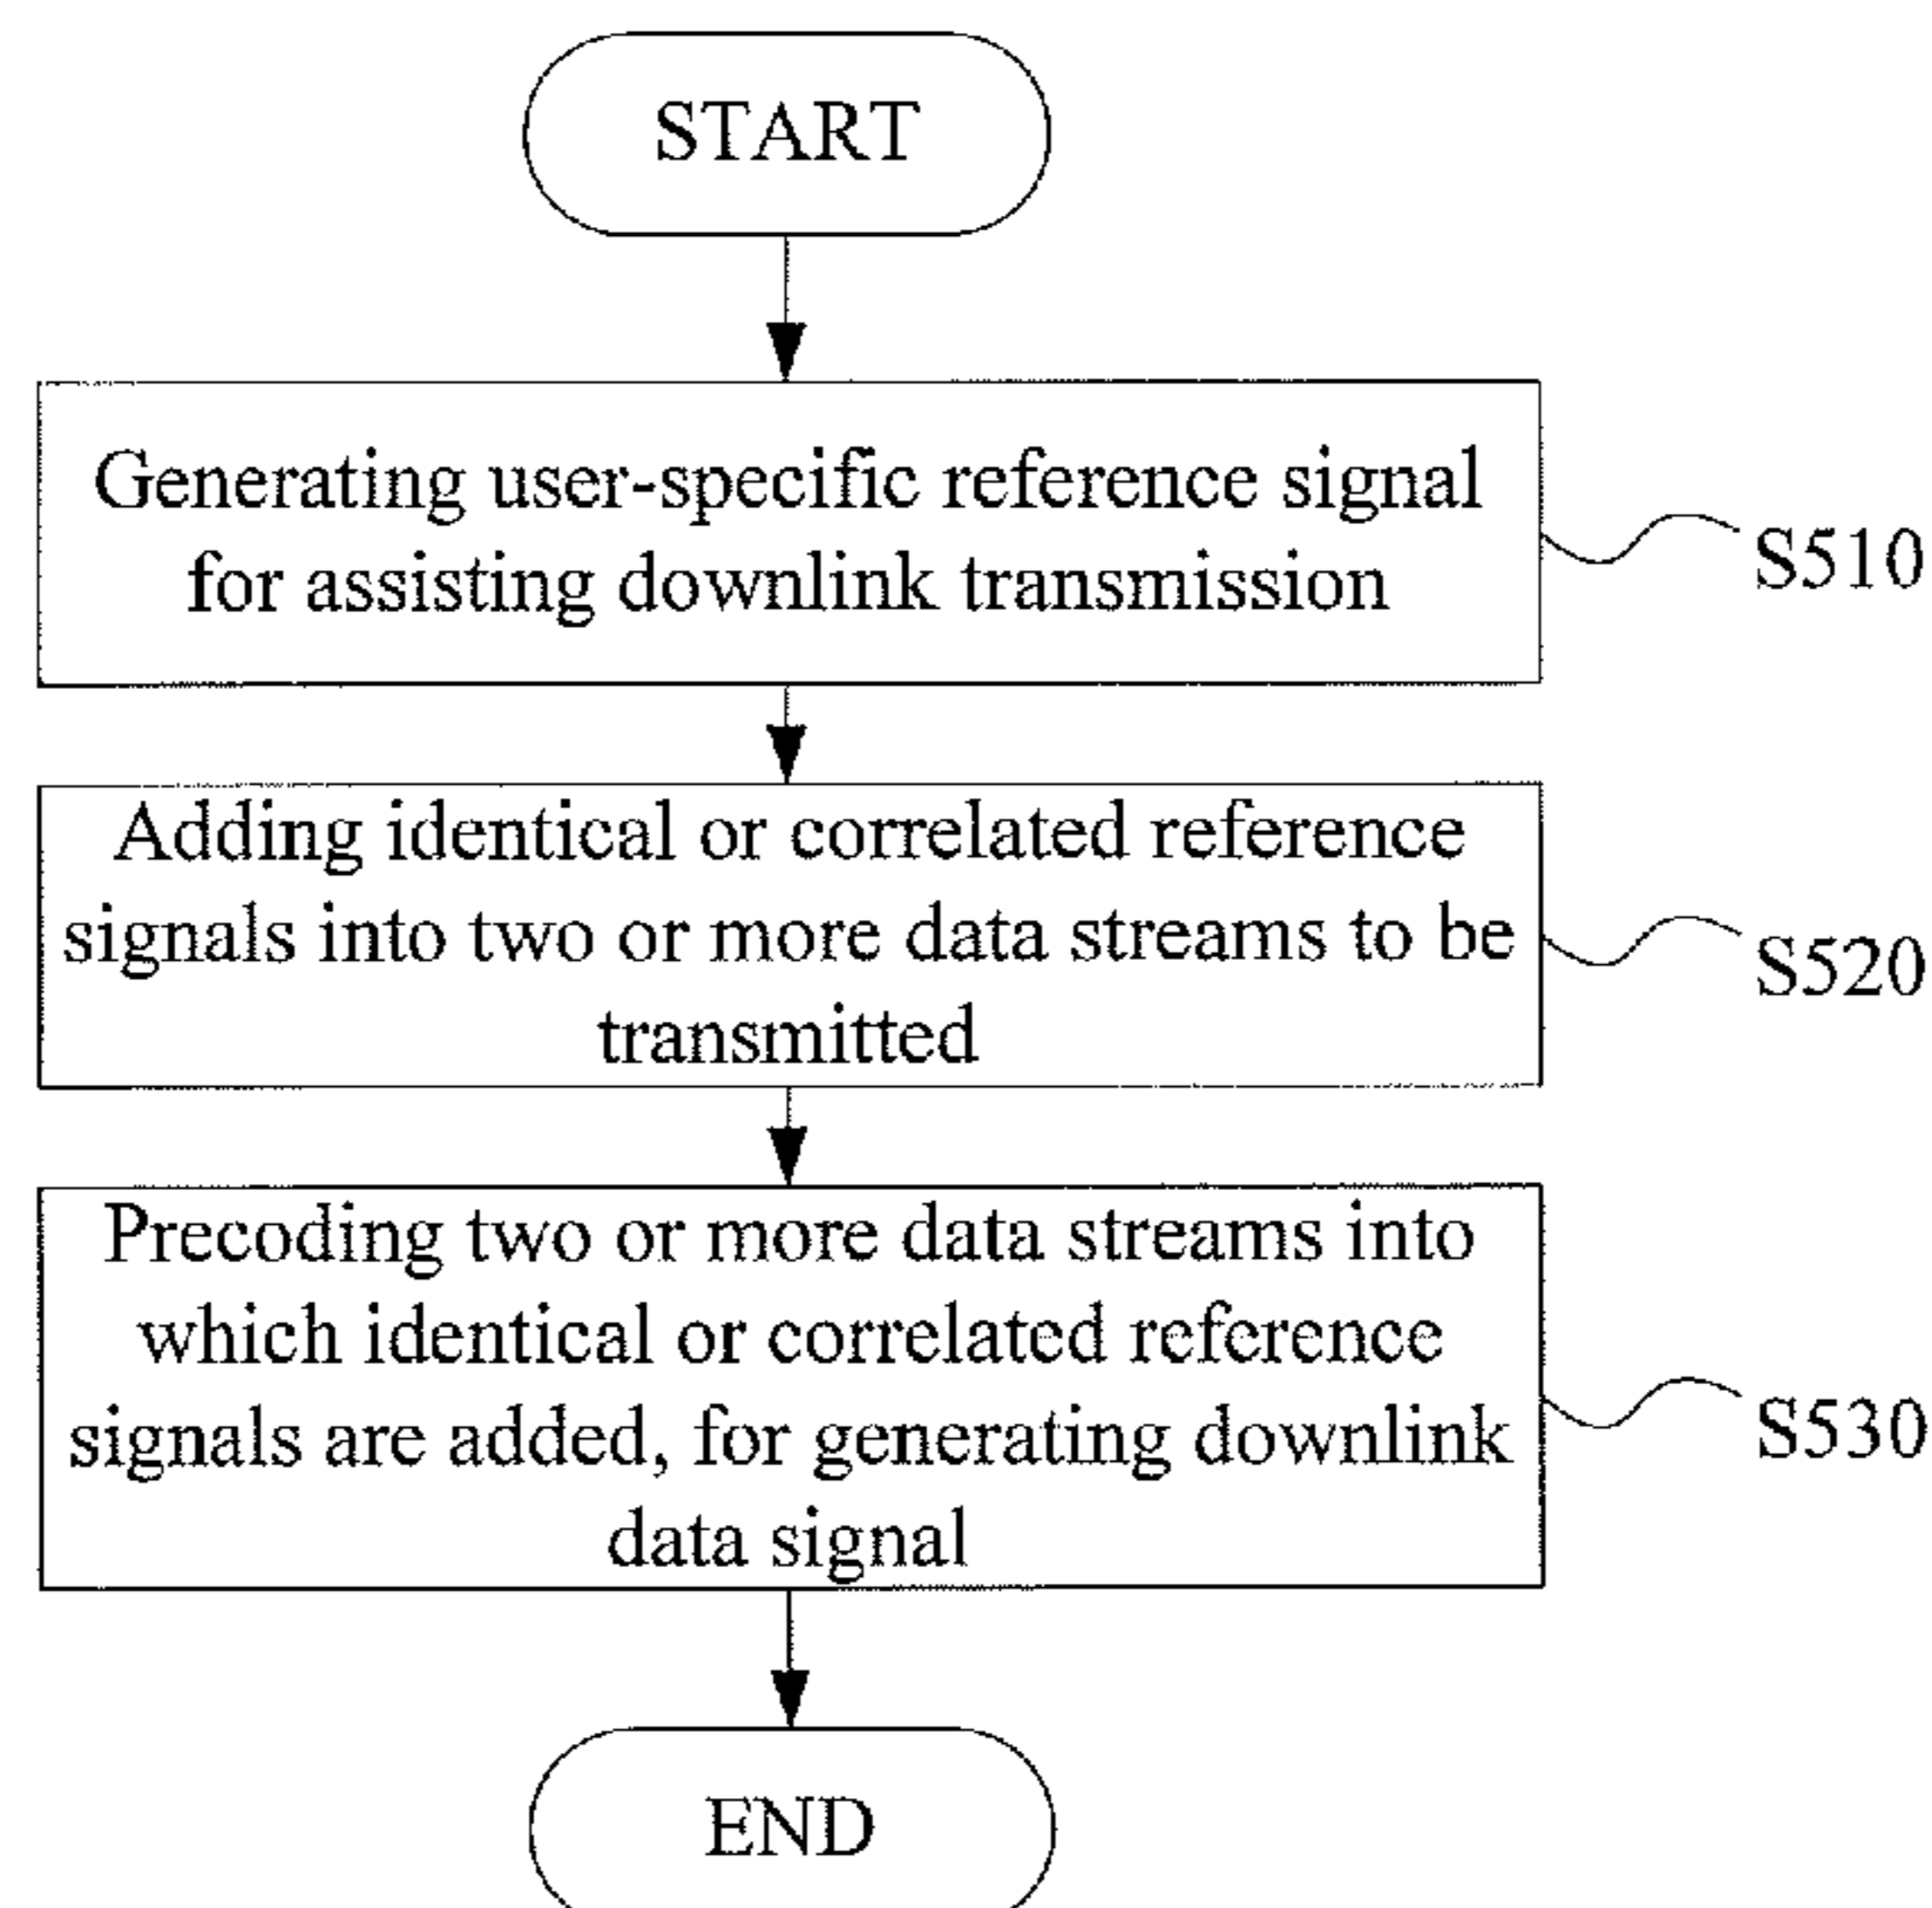 START
Generating user-specific reference signal
for assisting downlink transmission
S510
Adding identical or correlated reference
signals into two or more data streams to be
transmitted
S520
Precoding two or more data streams into
which identical or correlated reference
signals are added, for generating downlink
data signal
S530
END